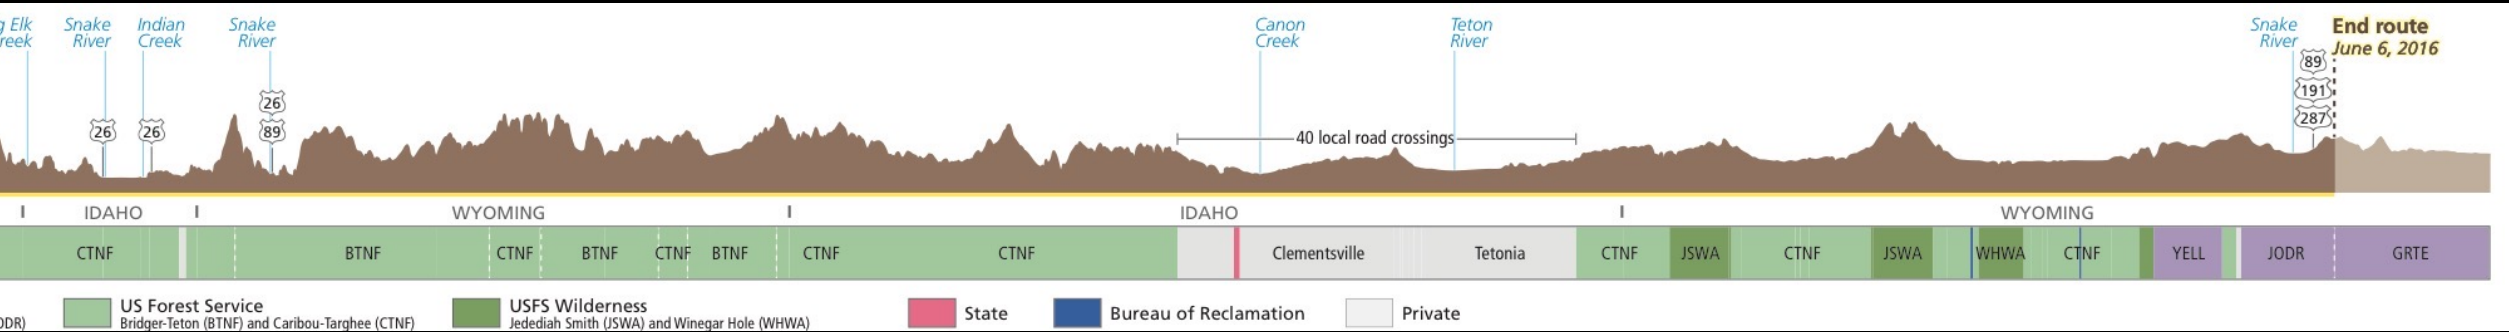 g Elk
reek
Snake
River
Indian
Creek
Snake
River
Canon
Creek
Teton
River
Snake
River
End route
June 6, 2016
26
26
26
89
89
191
287
40 local road crossings
IDAHO
WYOMING
IDAHO
WYOMING
CTNF
BTNF
CTNF
BTNF
CTNF
BTNF
CTNF
CTNF
Clementsville
Tetonia
CTNF
JSWA
CTNF
JSWA
WHWA
CTNF
YELL
JODR
GRTE
ODR)
US Forest Service
Bridger-Teton (BTNF) and Caribou-Targhee (CTNF)
USFS Wilderness
Jedediah Smith (JSWA) and Winegar Hole (WHWA)
State
Bureau of Reclamation
Private